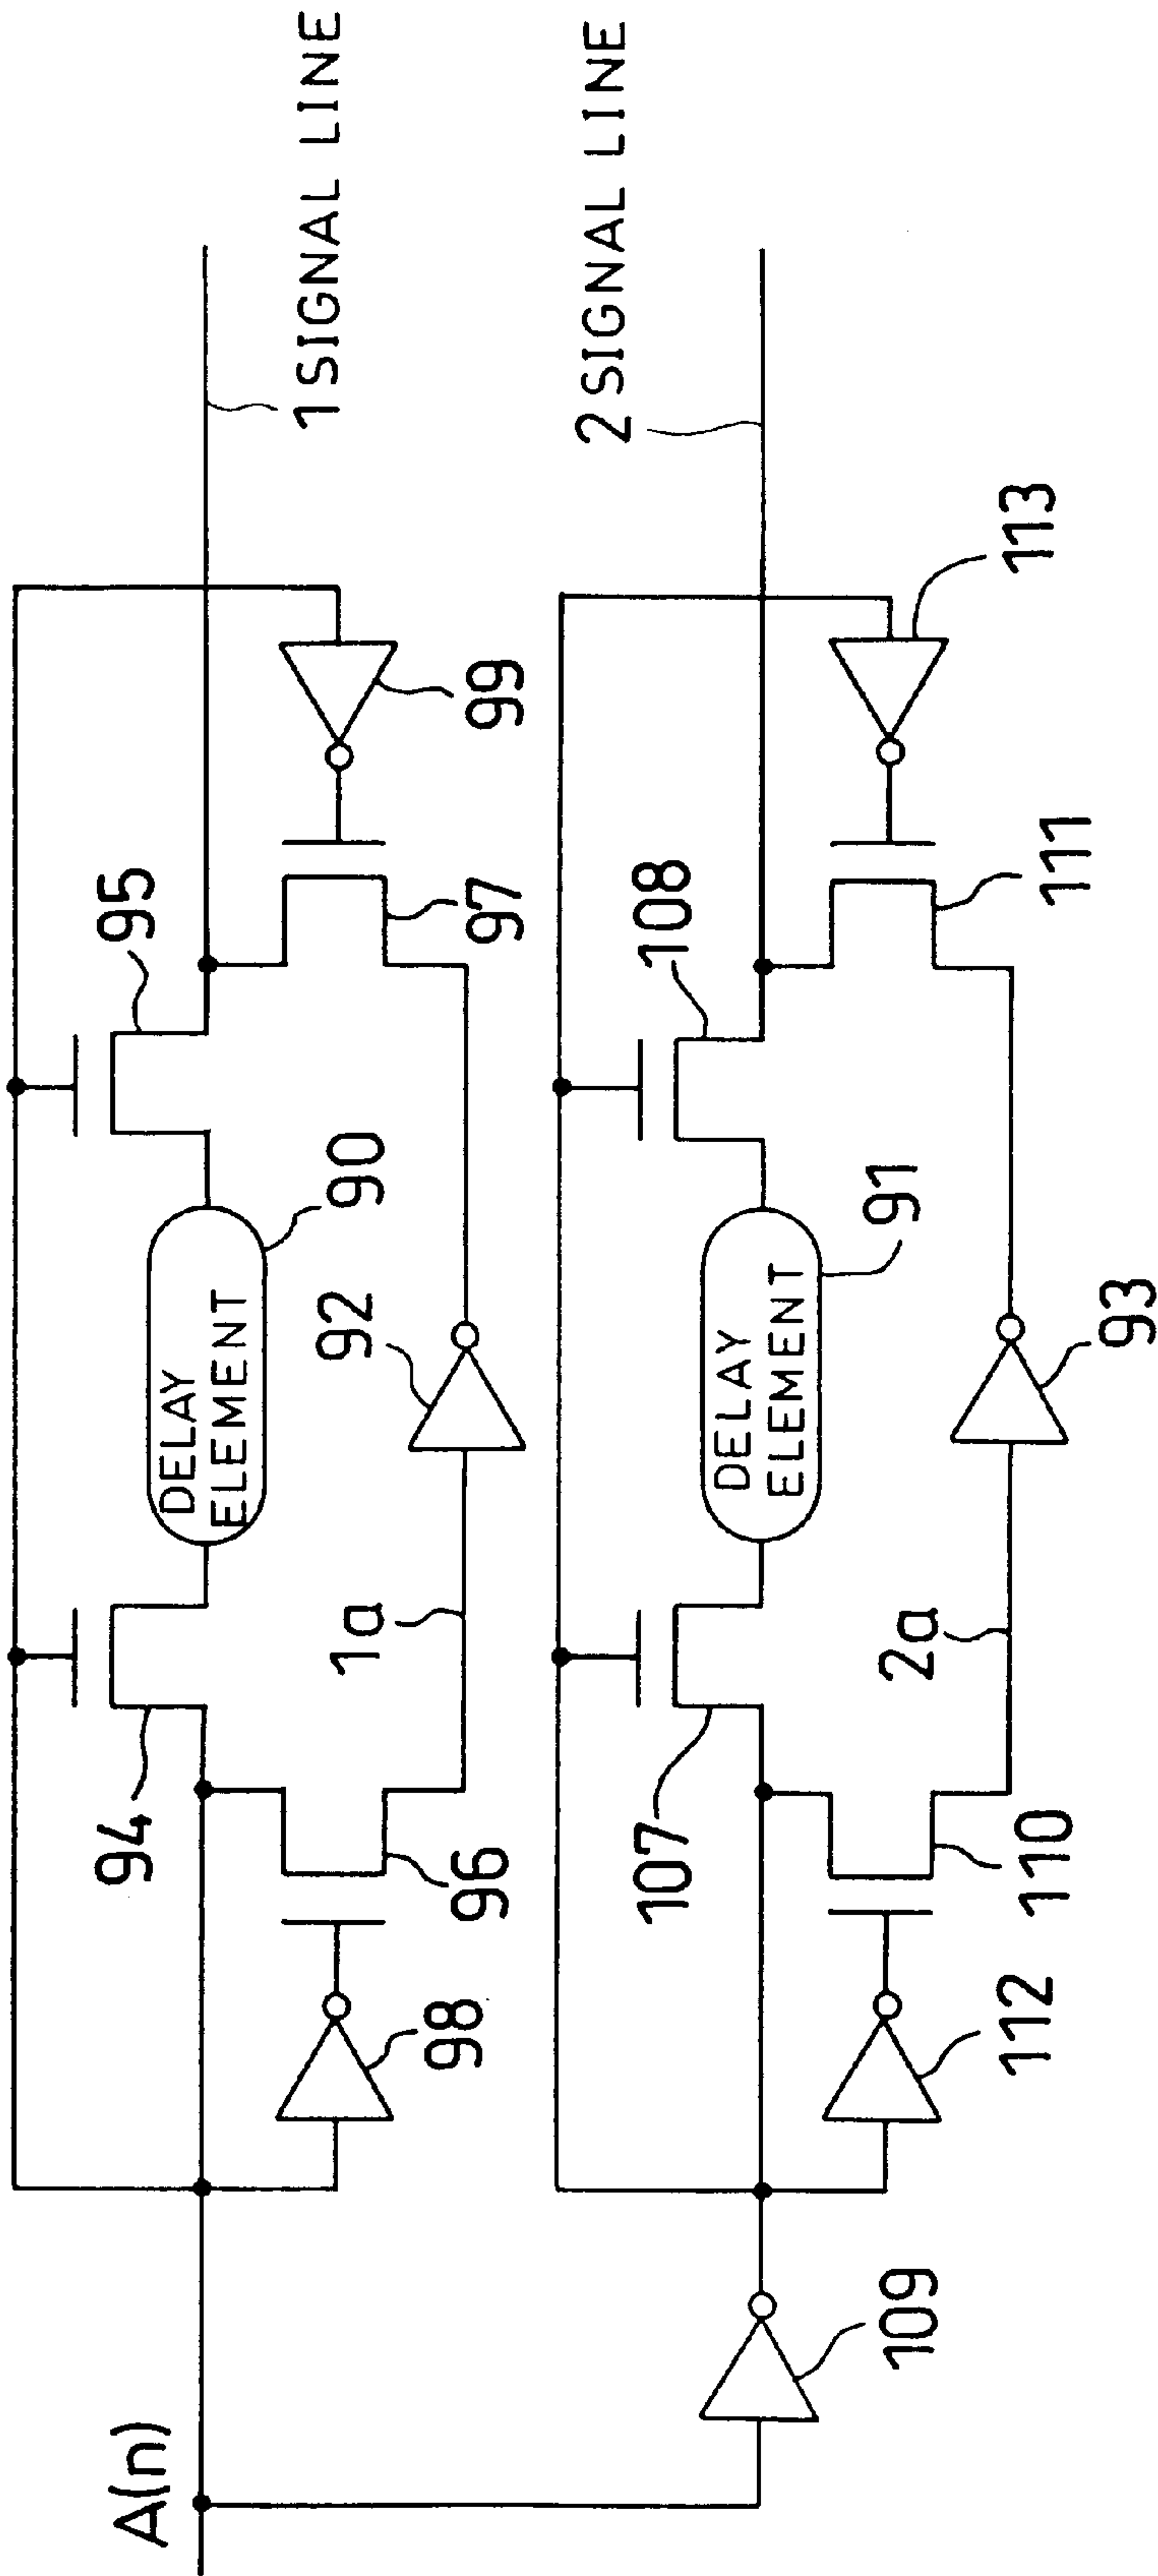 A(n)
94
DELAY
ELEMENT
90
95
1 SIGNAL LINE
98
96
1a
92
97
99
109
107
DELAY
ELEMENT
91
108
2 SIGNAL LINE
112
110
2a
93
111
113